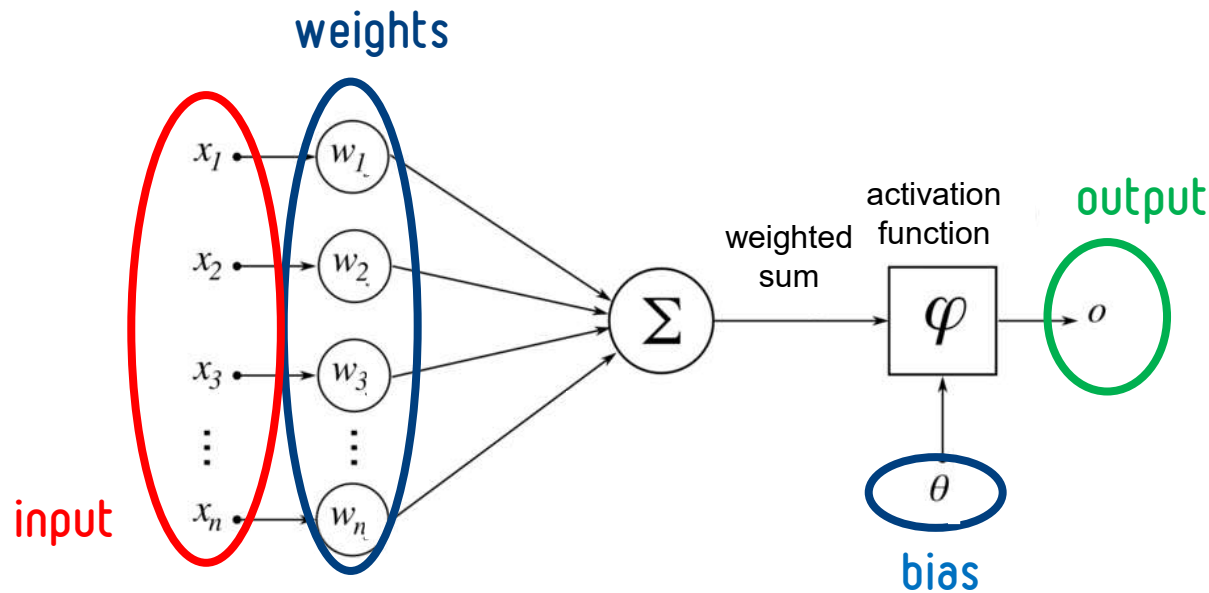 weights
x₁ w₁
activation
function
output
weighted
sum
x₂ w₂
Σ φ o
x₃ w₃
⋮ ⋮
θ
input
xₙ wₙ
bias